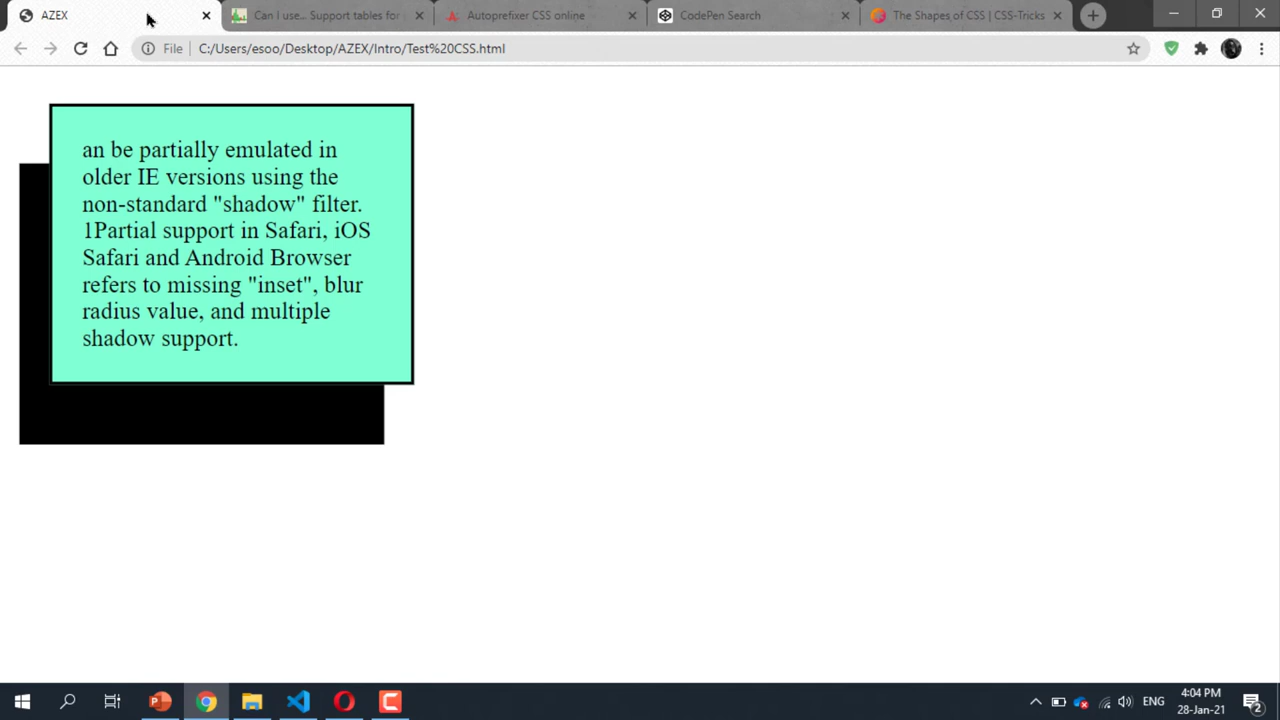 AZEX
Can I use... Support tables for
Autoprefixer CSS online
CodePen Search
The Shapes of CSS | CSS-Tricks
File
C:/Users/esoo/Desktop/AZEX/Intro/Test%20CSS.html
an be partially emulated in
older IE versions using the
non-standard "shadow" filter.
1Partial support in Safari, iOS
Safari and Android Browser
refers to missing "inset", blur
radius value, and multiple
shadow support.
ENG
4:04 PM
28-Jan-21
2